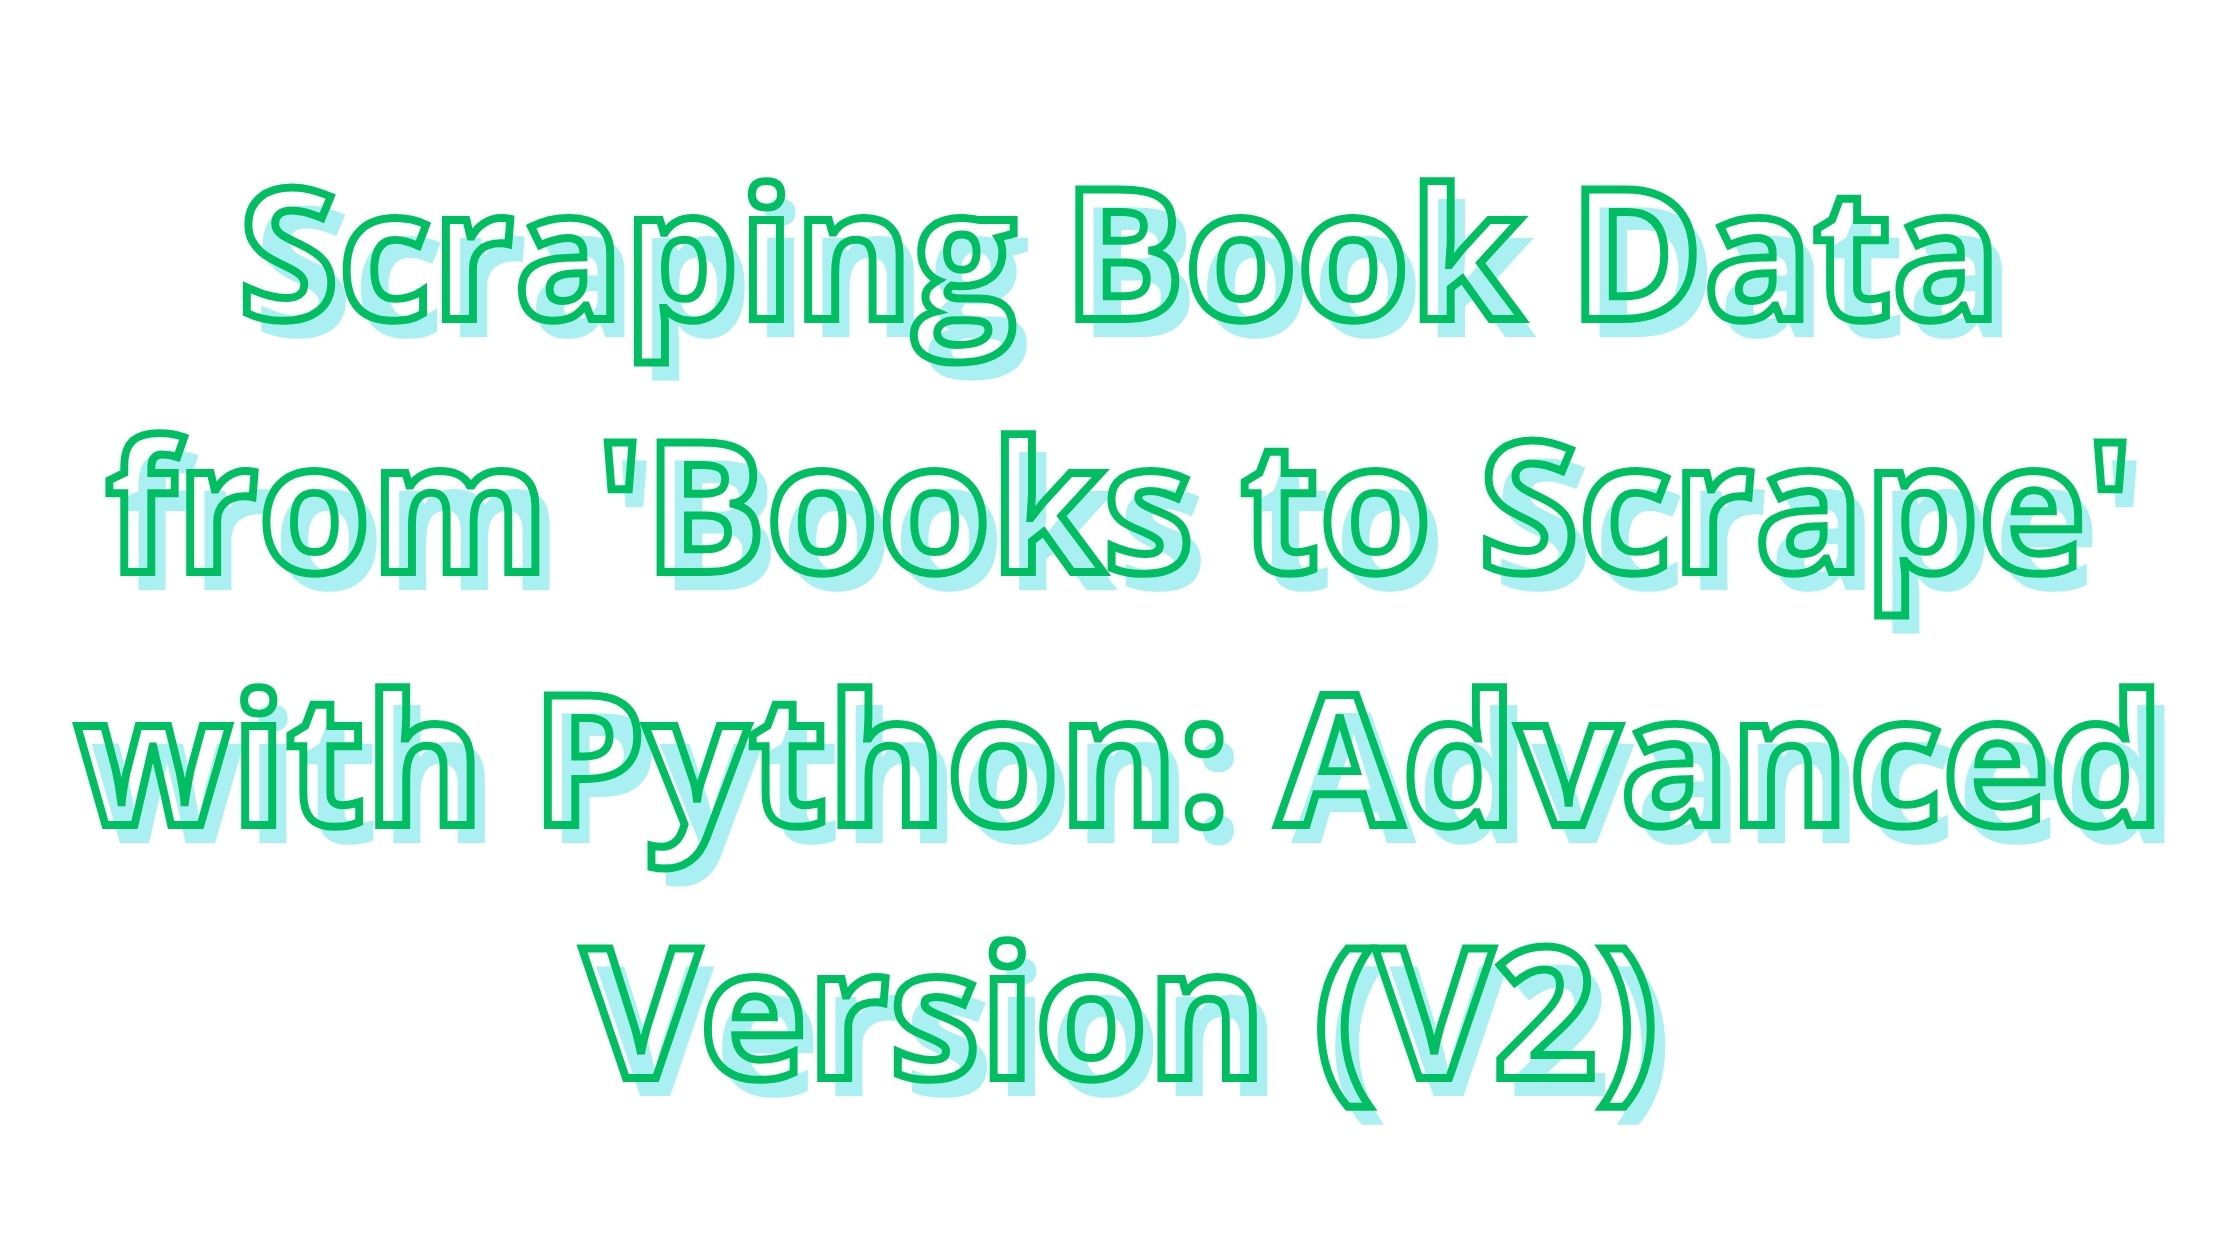 Scraping Book Data
from 'Books to Scrape'
with Python: Advanced
Version (V2)